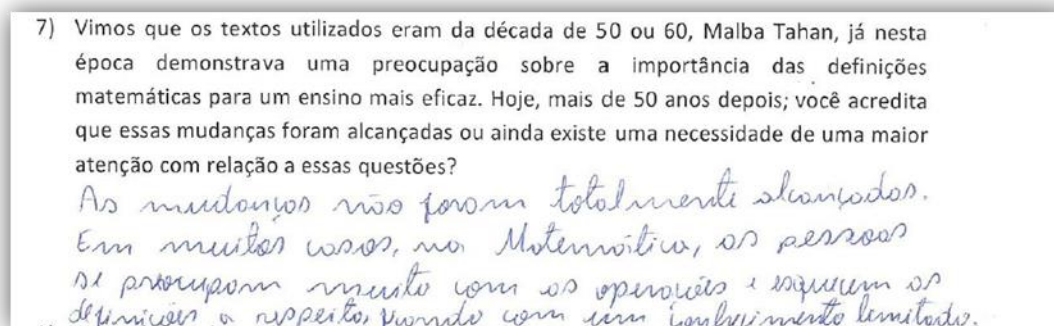 7) Vimos que os textos utilizados eram da década de 50 ou 60, Malba Tahan, já nesta
época demonstrava uma preocupação sobre a importância das definições
matemáticas para um ensino mais eficaz. Hoje, mais de 50 anos depois; você acredita
que essas mudanças foram alcançadas ou ainda existe uma necessidade de uma maior
atenção com relação a essas questões?
As mudanças não foram totalmente alcançadas.
Em muitos casos, na Matemática, as pessoas
se preocupam muito com as operações e esquecem as
definições a respeito, ficando com um conhecimento limitado.